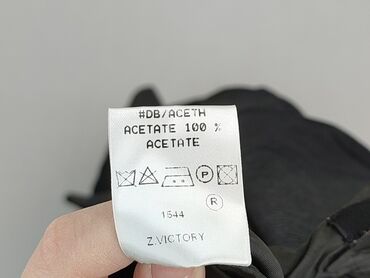 #DB/ACETH
ACETATE 100 %
ACETATE
P
R
1644
Z.VICTORY